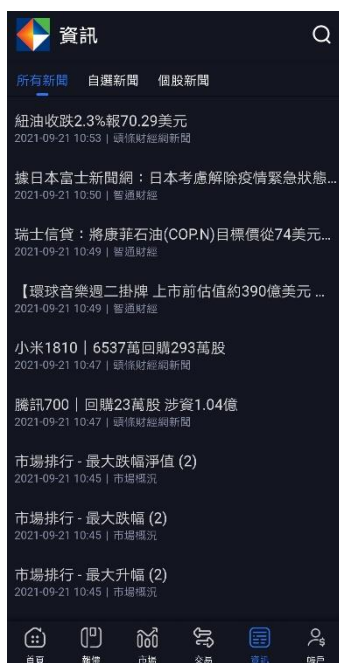 資訊
所有新聞 自選新聞 個股新聞
紐油收跌2.3%報70.29美元
2021-09-21 10:53 | 頭條財經網新聞
據日本富士新聞網：日本考慮解除疫情緊急狀態...
2021-09-21 10:50 | 智通財經
瑞士信貸：將康菲石油(COP.N)目標價從74美元...
2021-09-21 10:49 | 智通財經
【環球音樂週二掛牌 上市前估值約390億美元 ...
2021-09-21 10:49 | 智通財經
小米1810｜6537萬回購293萬股
2021-09-21 10:47 | 頭條財經網新聞
騰訊700｜回購23萬股 涉資1.04億
2021-09-21 10:47 | 頭條財經網新聞
市場排行 - 最大跌幅淨值 (2)
2021-09-21 10:45 | 市場概況
市場排行 - 最大跌幅 (2)
2021-09-21 10:45 | 市場概況
市場排行 - 最大升幅 (2)
2021-09-21 10:45 | 市場概況
首頁 報價 市場 交易 資訊 賬戶